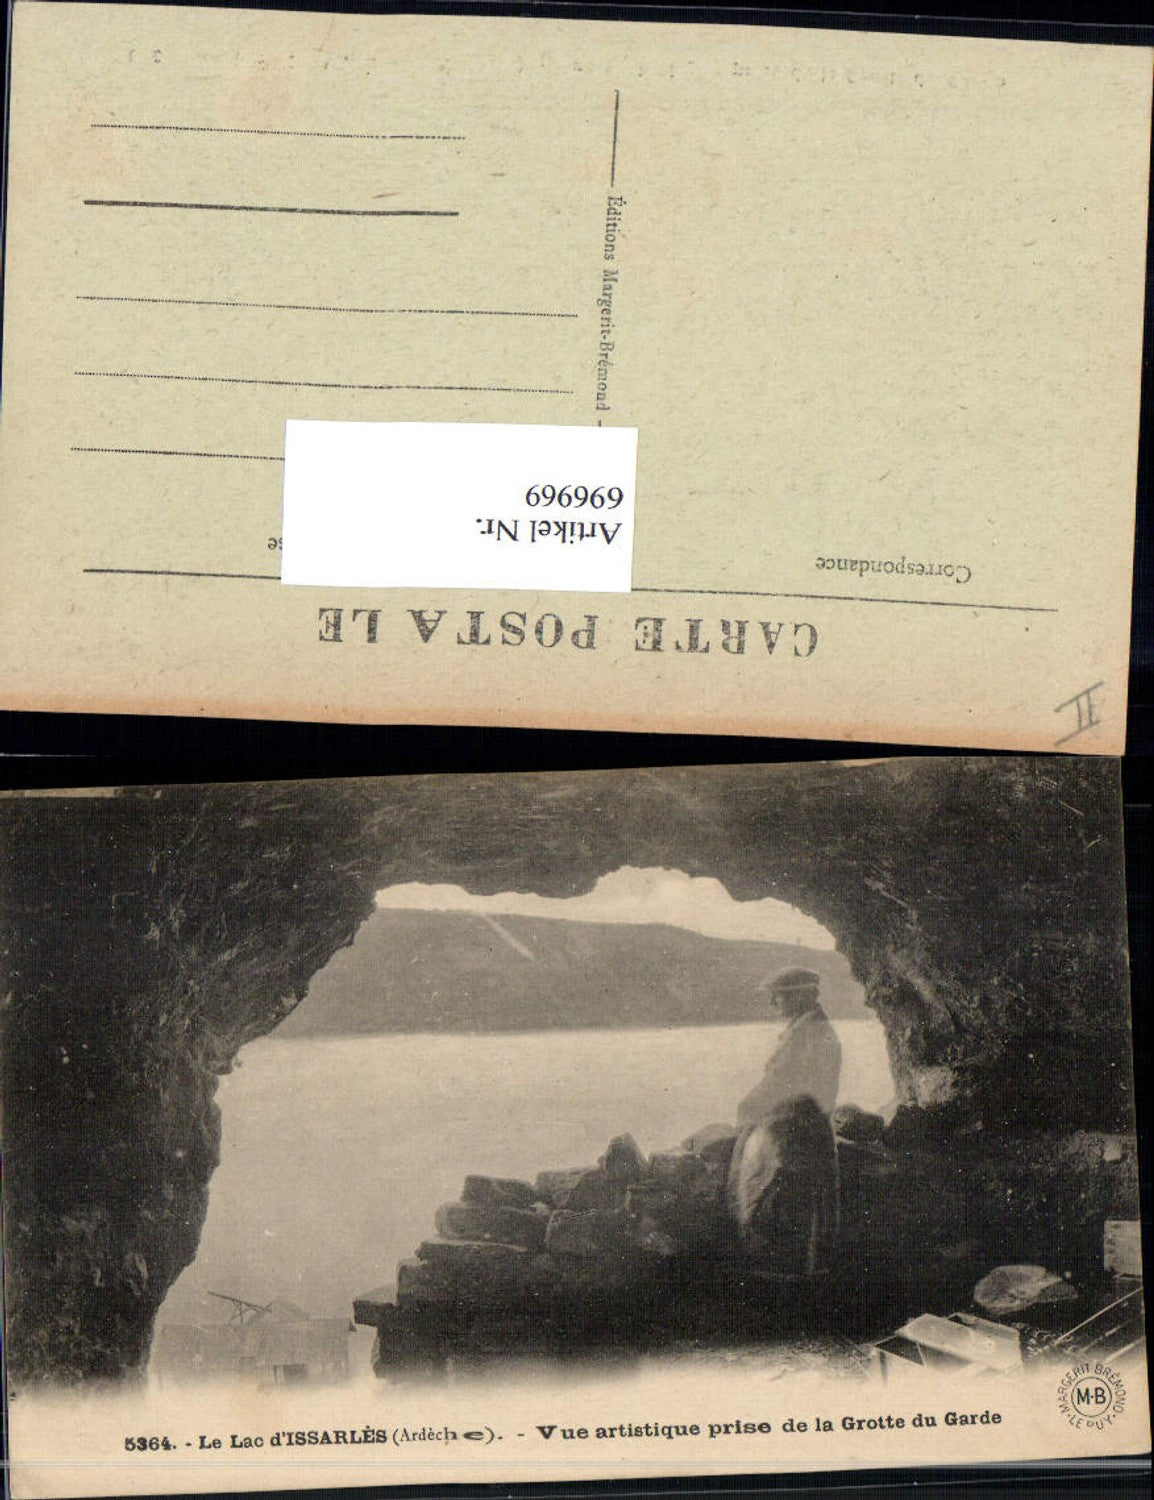 CARTE POSTALE
Correspondance
Artikel Nr.
696969
Éditions Margerit-Brémond -
II
5364. - Le Lac d'ISSARLÈS (Ardèche). - Vue artistique prise de la Grotte du Garde
MARGERIT BRÉMOND
M-B
LE PUY